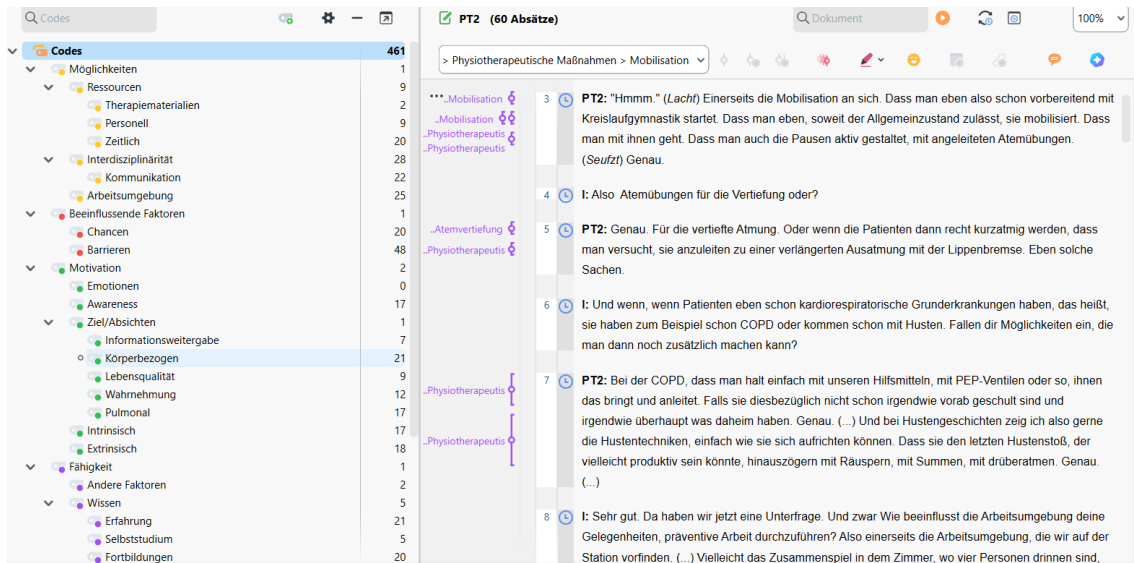 Codes
PT2 (60 Absätze)
Dokument
100%
Codes 461
Möglichkeiten 1
Ressourcen 9
Therapiematerialien 2
Personell 9
Zeitlich 20
Interdisziplinärität 28
Kommunikation 22
Arbeitsumgebung 25
Beeinflussende Faktoren 1
Chancen 20
Barrieren 48
Motivation 2
Emotionen 0
Awareness 17
Ziel/Absichten 1
Informationsweitergabe 7
Körperbezogen 21
Lebensqualität 9
Wahrnehmung 12
Pulmonal 17
Intrinsisch 17
Extrinsisch 18
Fähigkeit 1
Andere Faktoren 2
Wissen 5
Erfahrung 21
Selbststudium 5
Fortbildungen 20
> Physiotherapeutische Maßnahmen > Mobilisation
..Mobilisation
..Mobilisation
..Physiotherapeutis
..Physiotherapeutis
3 PT2: "Hmmm." (Lacht) Einerseits die Mobilisation an sich. Dass man eben also schon vorbereitend mit
Kreislaufgymnastik startet. Dass man eben, soweit der Allgemeinzustand zulässt, sie mobilisiert. Dass
man mit ihnen geht. Dass man auch die Pausen aktiv gestaltet, mit angeleiteten Atemübungen.
(Seufzt) Genau.
4 I: Also Atemübungen für die Vertiefung oder?
..Atemvertiefung
..Physiotherapeutis
5 PT2: Genau. Für die vertiefte Atmung. Oder wenn die Patienten dann recht kurzatmig werden, dass
man versucht, sie anzuleiten zu einer verlängerten Ausatmung mit der Lippenbremse. Eben solche
Sachen.
6 I: Und wenn, wenn Patienten eben schon kardiorespiratorische Grunderkrankungen haben, das heißt,
sie haben zum Beispiel schon COPD oder kommen schon mit Husten. Fallen dir Möglichkeiten ein, die
man dann noch zusätzlich machen kann?
..Physiotherapeutis
..Physiotherapeutis
7 PT2: Bei der COPD, dass man halt einfach mit unseren Hilfsmitteln, mit PEP-Ventilen oder so, ihnen
das bringt und anleitet. Falls sie diesbezüglich nicht schon irgendwie vorab geschult sind und
irgendwie überhaupt was daheim haben. Genau. (...) Und bei Hustengeschichten zeig ich also gerne
die Hustentechniken, einfach wie sie sich aufrichten können. Dass sie den letzten Hustenstoß, der
vielleicht produktiv sein könnte, hinauszögern mit Räuspern, mit Summen, mit drüberatmen. Genau.
(...)
8 I: Sehr gut. Da haben wir jetzt eine Unterfrage. Und zwar Wie beeinflusst die Arbeitsumgebung deine
Gelegenheiten, präventive Arbeit durchzuführen? Also einerseits die Arbeitsumgebung, die wir auf der
Station vorfinden. (...) Vielleicht das Zusammenspiel in dem Zimmer, wo vier Personen drinnen sind,